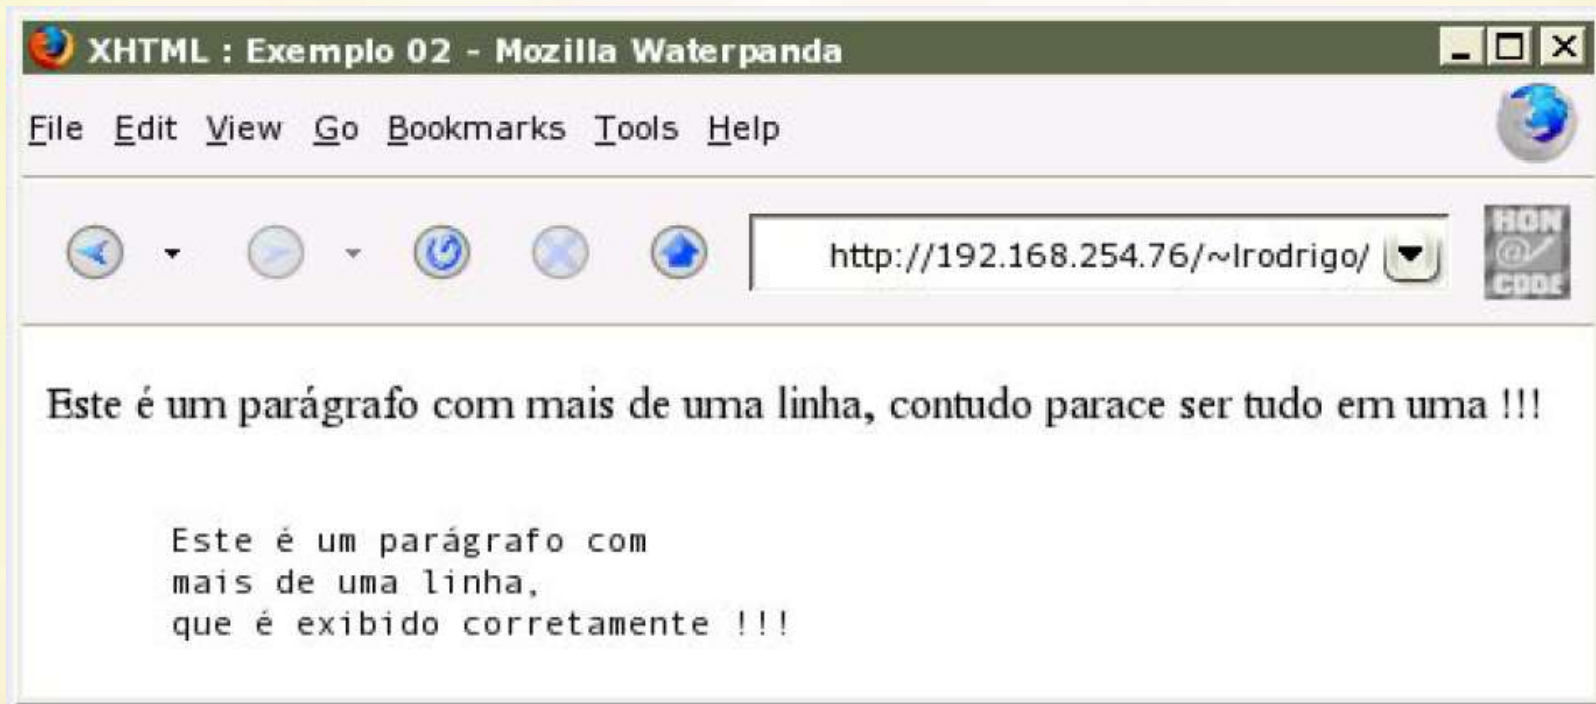 XHTML : Exemplo 02 - Mozilla Waterpanda
File Edit View Go Bookmarks Tools Help
http://192.168.254.76/~lrodrigo/
HON
@/
CODE
Este é um parágrafo com mais de uma linha, contudo parace ser tudo em uma !!!
Este é um parágrafo com
mais de uma linha,
que é exibido corretamente !!!